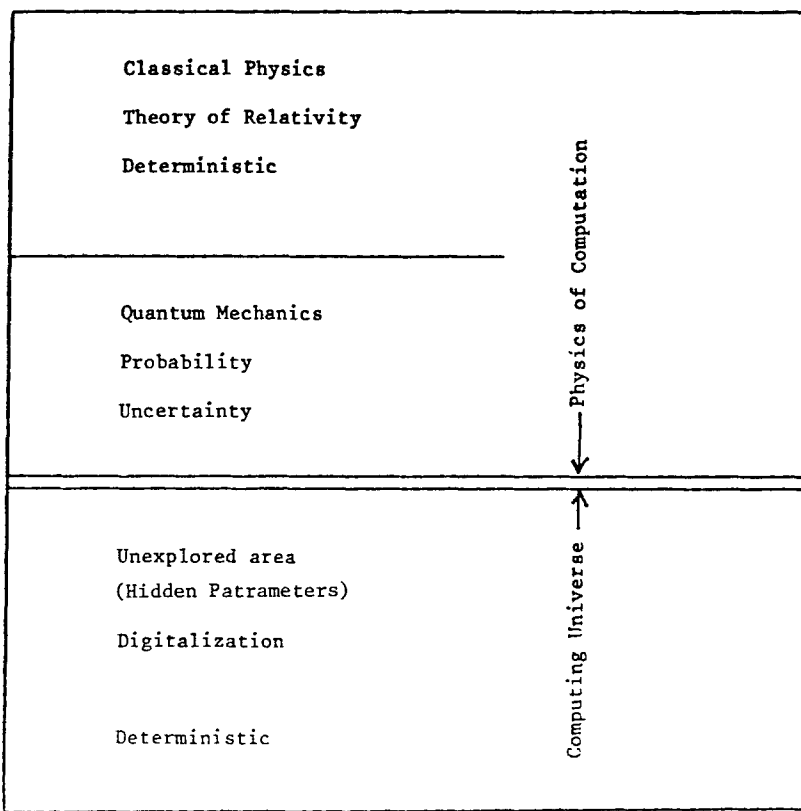 Classical Physics
Theory of Relativity
Deterministic
Quantum Mechanics
Probability
Uncertainty
Physics of Computation
Unexplored area
(Hidden Patrameters)
Digitalization
Deterministic
Computing Universe